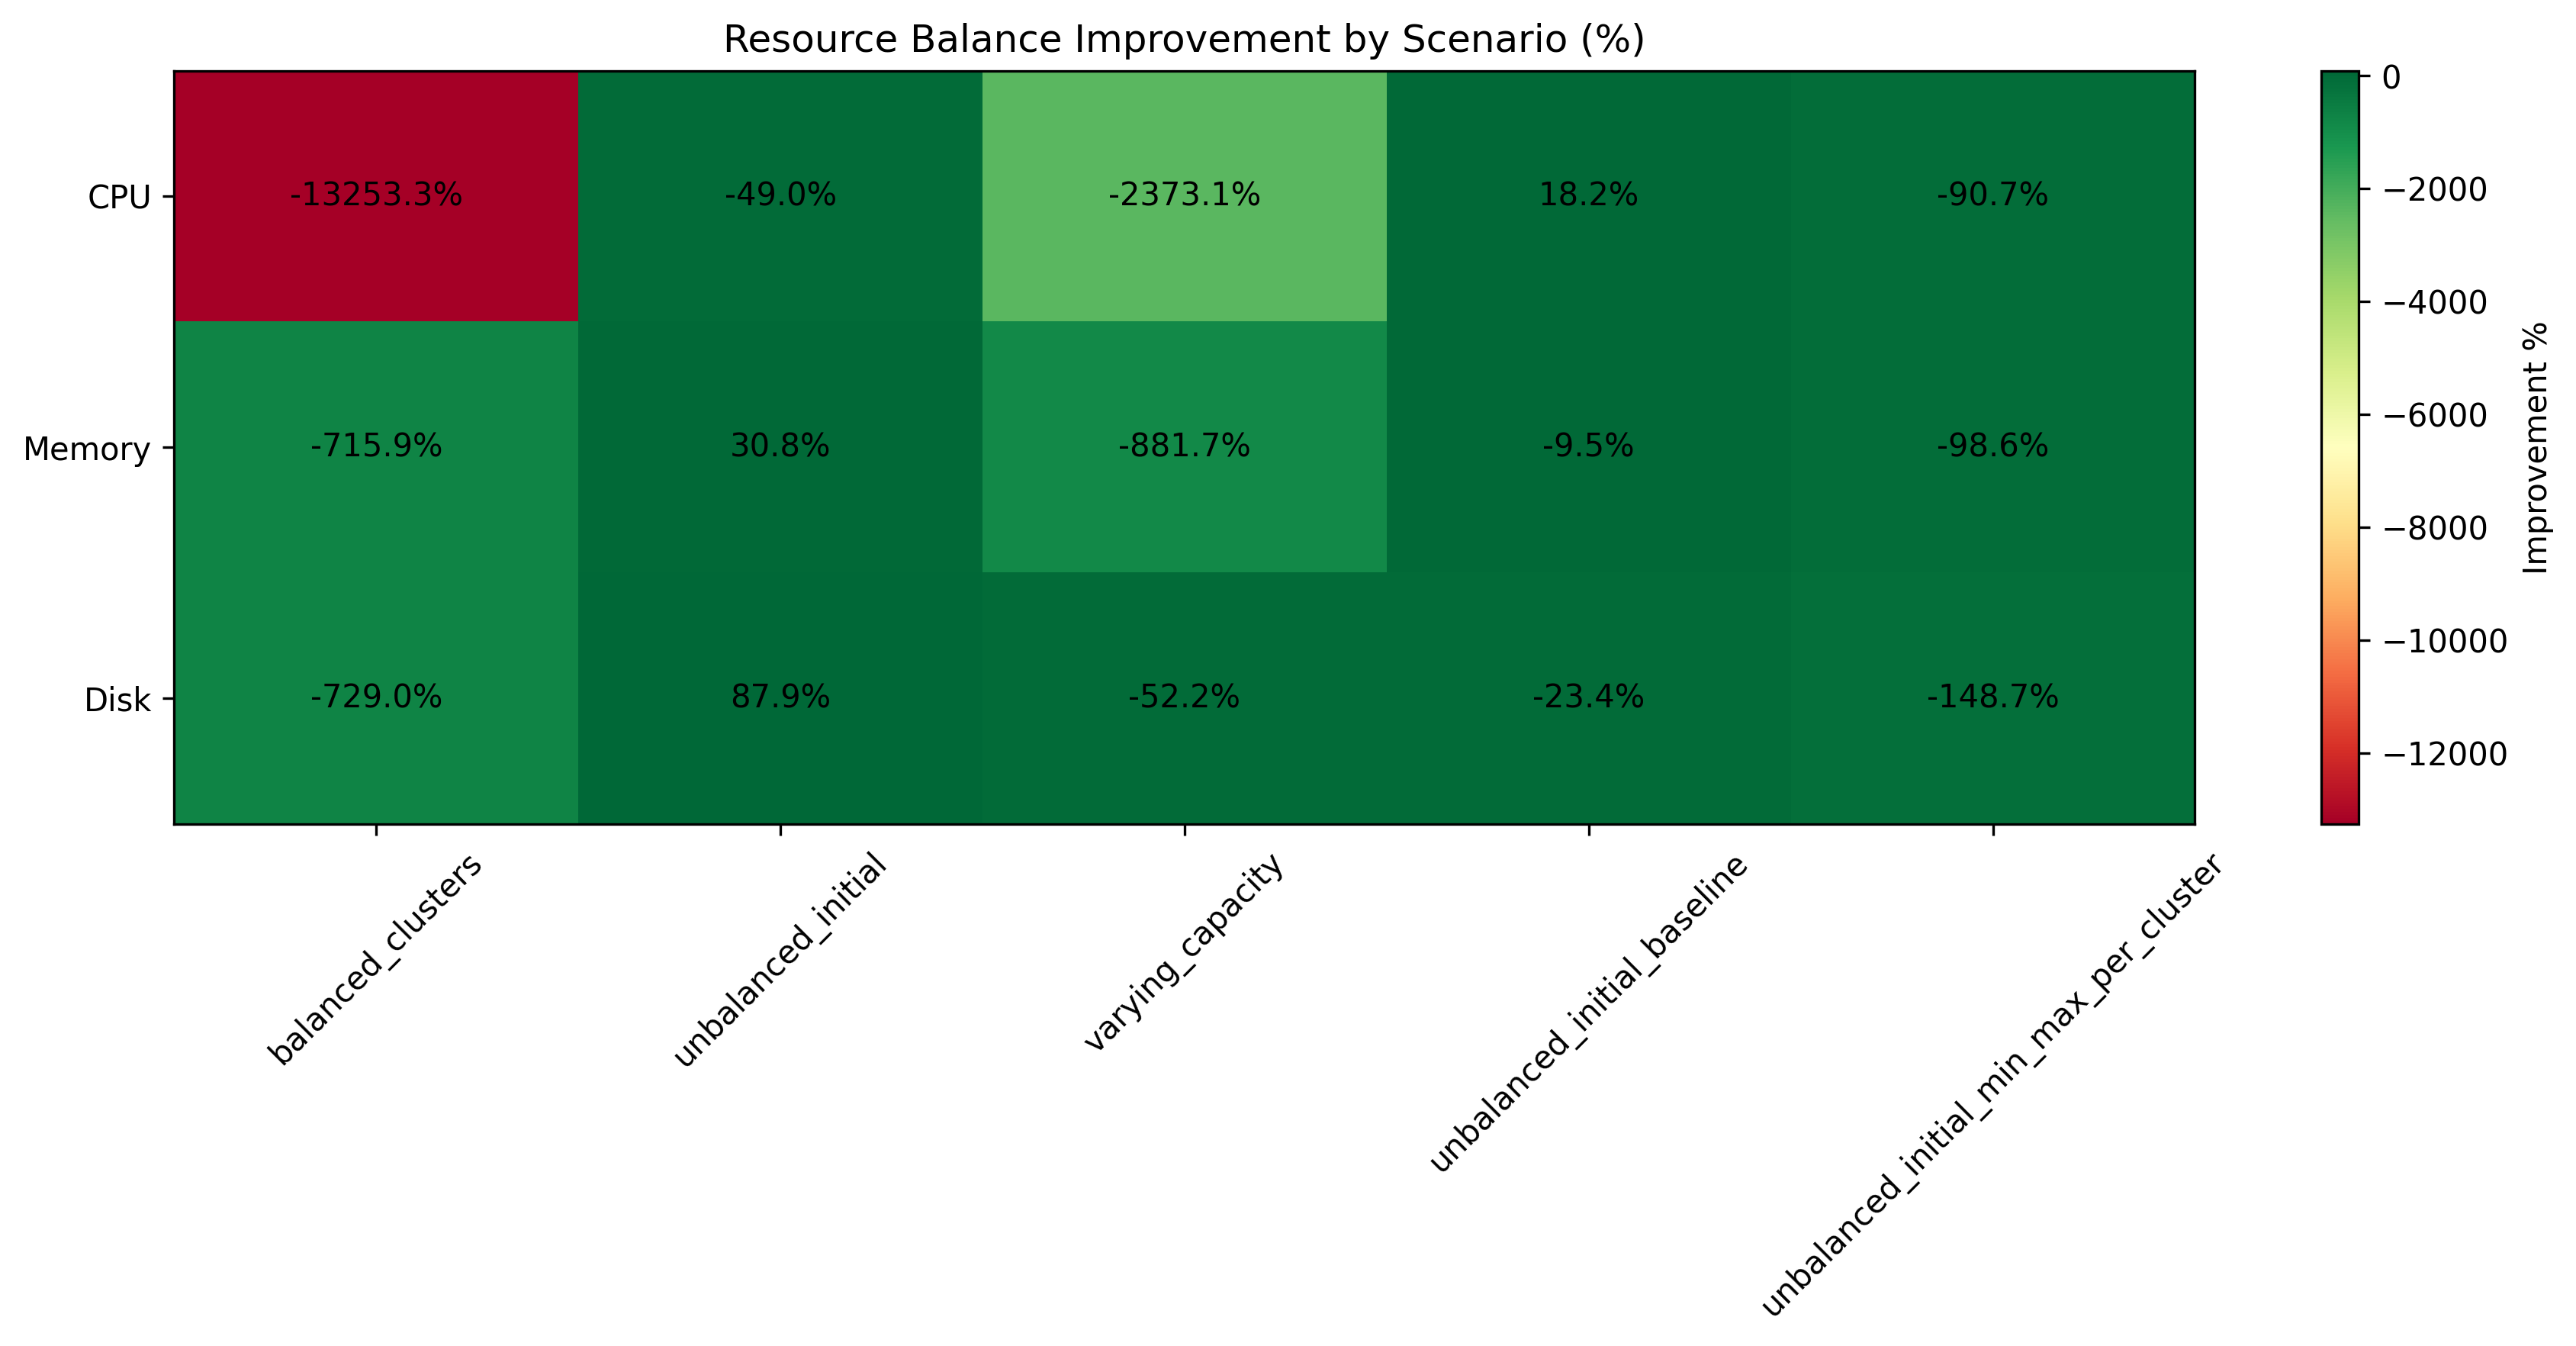 Resource Balance Improvement by Scenario (%)
CPU
-13253.3%
-49.0%
-2373.1%
18.2%
-90.7%
Memory
-715.9%
30.8%
-881.7%
-9.5%
-98.6%
Disk
-729.0%
87.9%
-52.2%
-23.4%
-148.7%
balanced_clusters
unbalanced_initial
varying_capacity
unbalanced_initial_baseline
unbalanced_initial_min_max_per_cluster
0
−2000
−4000
−6000
−8000
−10000
−12000
Improvement %